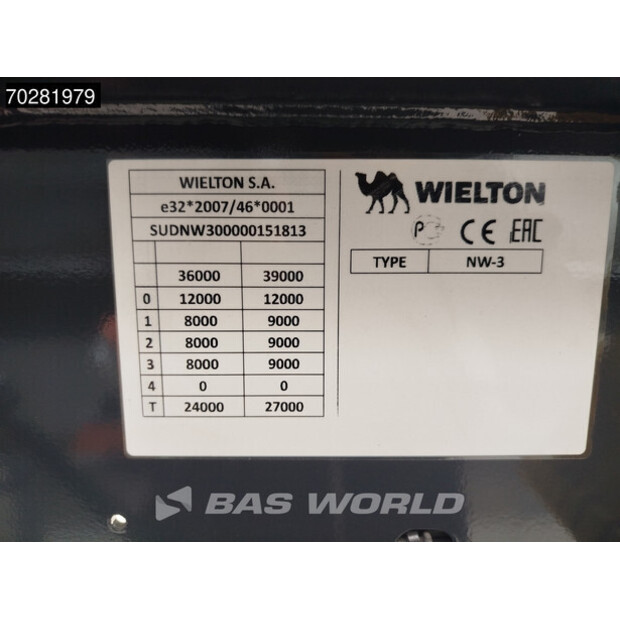 70281979
WIELTON S.A.
e32*2007/46*0001
SUDNW300000151813
36000 39000
0 12000 12000
1 8000 9000
2 8000 9000
3 8000 9000
4 0 0
T 24000 27000
WIELTON
P CE EAC
TYPE NW-3
BAS WORLD